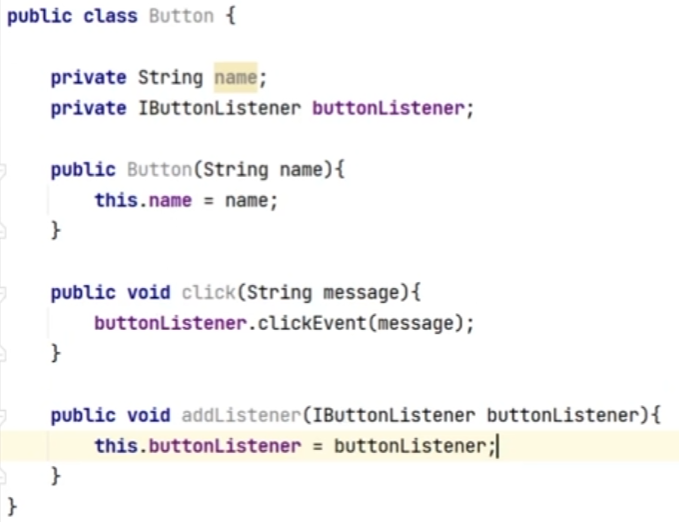 public class Button {
private String name;
private IButtonListener buttonListener;
public Button(String name){
this.name = name;
}
public void click(String message){
buttonListener.clickEvent(message);
}
public void addListener(IButtonListener buttonListener){
this.buttonListener = buttonListener;
}
}